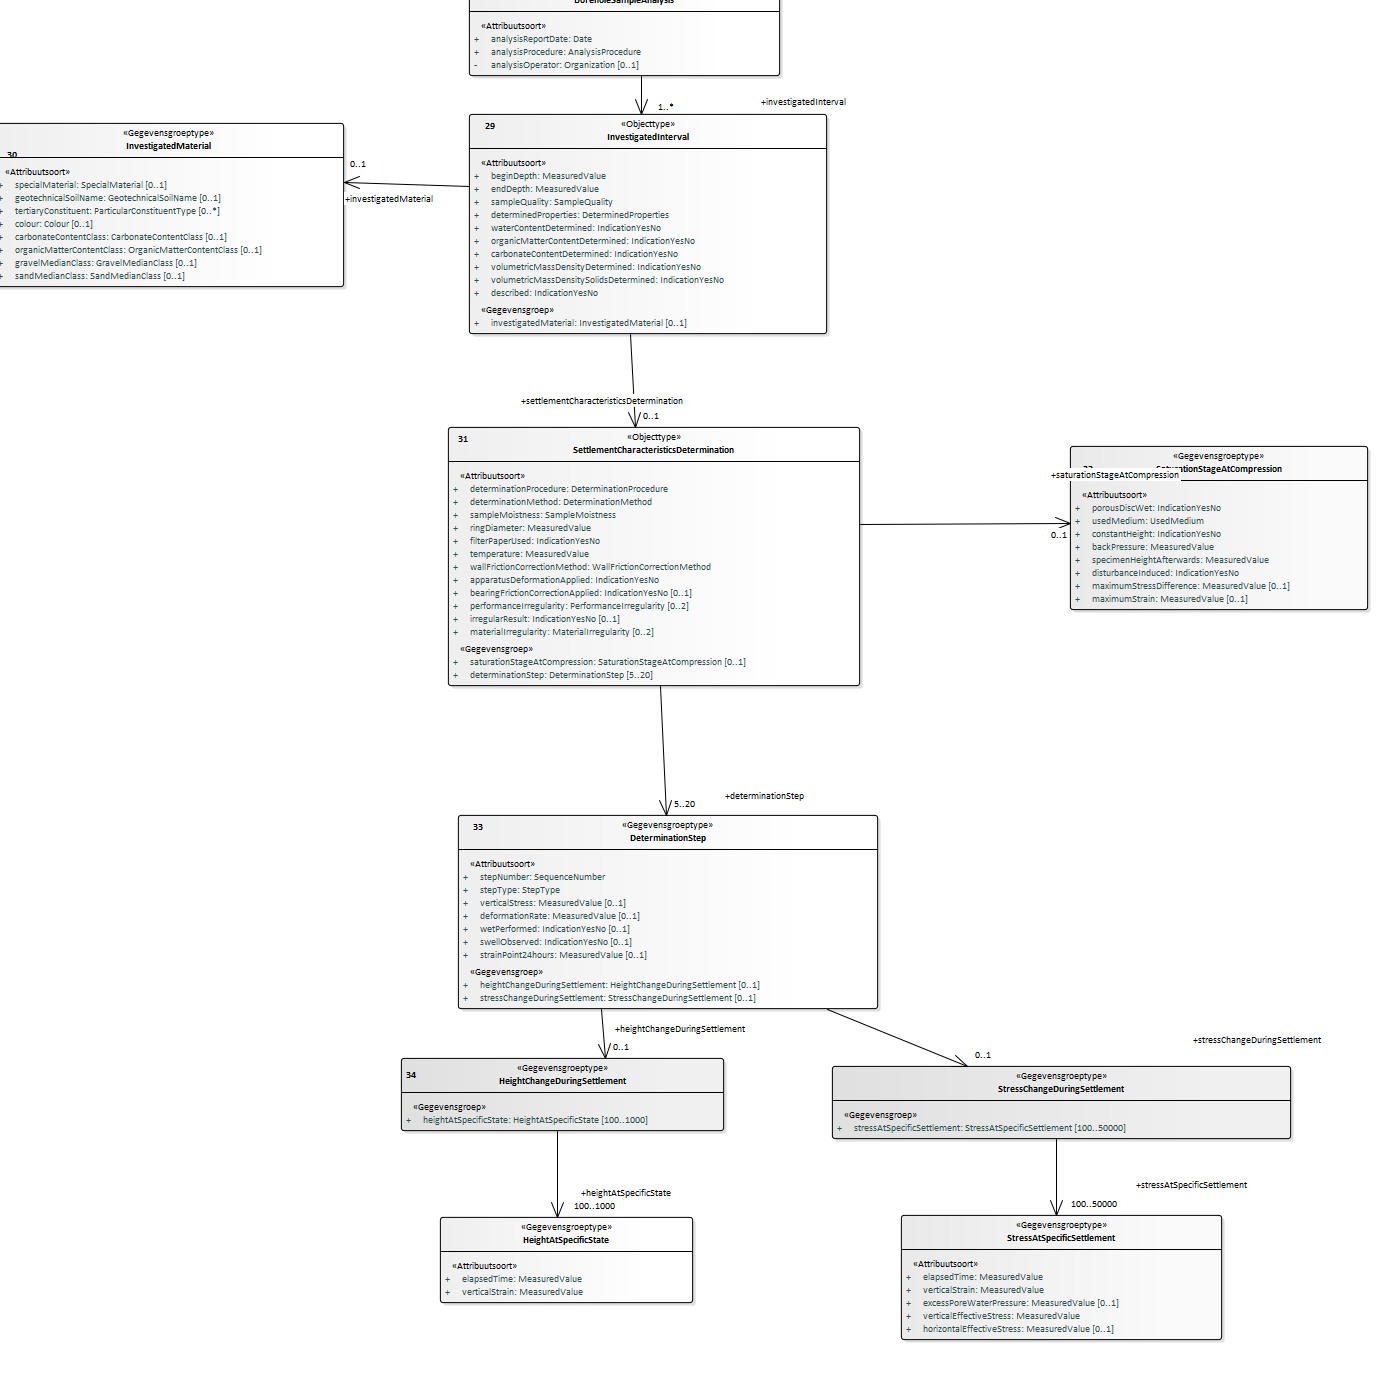 BoreholeSampleAnalysis
«Attribuutsoort»
+ analysisReportDate: Date
+ analysisProcedure: AnalysisProcedure
- analysisOperator: Organization [0..1]
1..*
+investigatedInterval
29
«Objecttype»
InvestigatedInterval
«Attribuutsoort»
+ beginDepth: MeasuredValue
+ endDepth: MeasuredValue
+ sampleQuality: SampleQuality
+ determinedProperties: DeterminedProperties
+ waterContentDetermined: IndicationYesNo
+ organicMatterContentDetermined: IndicationYesNo
+ carbonateContentDetermined: IndicationYesNo
+ volumetricMassDensityDetermined: IndicationYesNo
+ volumetricMassDensitySolidsDetermined: IndicationYesNo
+ described: IndicationYesNo
«Gegevensgroep»
+ investigatedMaterial: InvestigatedMaterial [0..1]
0..1
+investigatedMaterial
«Gegevensgroeptype»
InvestigatedMaterial
30
«Attribuutsoort»
+ specialMaterial: SpecialMaterial [0..1]
+ geotechnicalSoilName: GeotechnicalSoilName [0..1]
+ tertiaryConstituent: ParticularConstituentType [0..*]
+ colour: Colour [0..1]
+ carbonateContentClass: CarbonateContentClass [0..1]
+ organicMatterContentClass: OrganicMatterContentClass [0..1]
+ gravelMedianClass: GravelMedianClass [0..1]
+ sandMedianClass: SandMedianClass [0..1]
+settlementCharacteristicsDetermination
0..1
31
«Objecttype»
SettlementCharacteristicsDetermination
«Attribuutsoort»
+ determinationProcedure: DeterminationProcedure
+ determinationMethod: DeterminationMethod
+ sampleMoistness: SampleMoistness
+ ringDiameter: MeasuredValue
+ filterPaperUsed: IndicationYesNo
+ temperature: MeasuredValue
+ wallFrictionCorrectionMethod: WallFrictionCorrectionMethod
+ apparatusDeformationApplied: IndicationYesNo
+ bearingFrictionCorrectionApplied: IndicationYesNo [0..1]
+ performanceIrregularity: PerformanceIrregularity [0..2]
+ irregularResult: IndicationYesNo [0..1]
+ materialIrregularity: MaterialIrregularity [0..2]
«Gegevensgroep»
+ saturationStageAtCompression: SaturationStageAtCompression [0..1]
+ determinationStep: DeterminationStep [5..20]
«Gegevensgroeptype»
SaturationStageAtCompression
+saturationStageAtCompression
0..1
«Attribuutsoort»
+ porousDiscWet: IndicationYesNo
+ usedMedium: UsedMedium
+ constantHeight: IndicationYesNo
+ backPressure: MeasuredValue
+ specimenHeightAfterwards: MeasuredValue
+ disturbanceInduced: IndicationYesNo
+ maximumStressDifference: MeasuredValue [0..1]
+ maximumStrain: MeasuredValue [0..1]
+determinationStep
5..20
33
«Gegevensgroeptype»
DeterminationStep
«Attribuutsoort»
+ stepNumber: SequenceNumber
+ stepType: StepType
+ verticalStress: MeasuredValue [0..1]
+ deformationRate: MeasuredValue [0..1]
+ wetPerformed: IndicationYesNo [0..1]
+ swellObserved: IndicationYesNo [0..1]
+ strainPoint24hours: MeasuredValue [0..1]
«Gegevensgroep»
+ heightChangeDuringSettlement: HeightChangeDuringSettlement [0..1]
+ stressChangeDuringSettlement: StressChangeDuringSettlement [0..1]
+heightChangeDuringSettlement
0..1
34
«Gegevensgroeptype»
HeightChangeDuringSettlement
«Gegevensgroep»
+ heightAtSpecificState: HeightAtSpecificState [100..1000]
+stressChangeDuringSettlement
0..1
«Gegevensgroeptype»
StressChangeDuringSettlement
«Gegevensgroep»
+ stressAtSpecificSettlement: StressAtSpecificSettlement [100..50000]
+heightAtSpecificState
100..1000
«Gegevensgroeptype»
HeightAtSpecificState
«Attribuutsoort»
+ elapsedTime: MeasuredValue
+ verticalStrain: MeasuredValue
+stressAtSpecificSettlement
100..50000
«Gegevensgroeptype»
StressAtSpecificSettlement
«Attribuutsoort»
+ elapsedTime: MeasuredValue
+ verticalStrain: MeasuredValue
+ excessPoreWaterPressure: MeasuredValue [0..1]
+ verticalEffectiveStress: MeasuredValue
+ horizontalEffectiveStress: MeasuredValue [0..1]